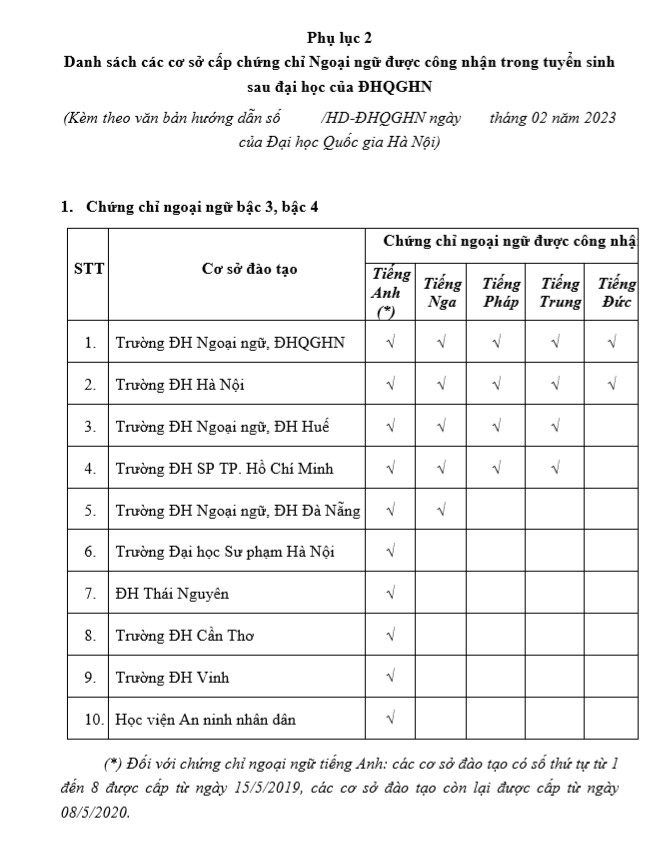 Phụ lục 2
Danh sách các cơ sở cấp chứng chỉ Ngoại ngữ được công nhận trong tuyển sinh
sau đại học của ĐHQGHN
(Kèm theo văn bản hướng dẫn số /HD-ĐHQGHN ngày tháng 02 năm 2023
của Đại học Quốc gia Hà Nội)
1. Chứng chỉ ngoại ngữ bậc 3, bậc 4
STT Cơ sở đào tạo Chứng chỉ ngoại ngữ được công nhậ
Tiếng Anh (*) Tiếng Nga Tiếng Pháp Tiếng Trung Tiếng Đức
1. Trường ĐH Ngoại ngữ, ĐHQGHN √ √ √ √ √
2. Trường ĐH Hà Nội √ √ √ √ √
3. Trường ĐH Ngoại ngữ, ĐH Huế √ √ √ √
4. Trường ĐH SP TP. Hồ Chí Minh √ √ √ √
5. Trường ĐH Ngoại ngữ, ĐH Đà Nẵng √ √
6. Trường Đại học Sư phạm Hà Nội √
7. ĐH Thái Nguyên √
8. Trường ĐH Cần Thơ √
9. Trường ĐH Vinh √
10. Học viện An ninh nhân dân √
(*) Đối với chứng chỉ ngoại ngữ tiếng Anh: các cơ sở đào tạo có số thứ tự từ 1
đến 8 được cấp từ ngày 15/5/2019, các cơ sở đào tạo còn lại được cấp từ ngày
08/5/2020.